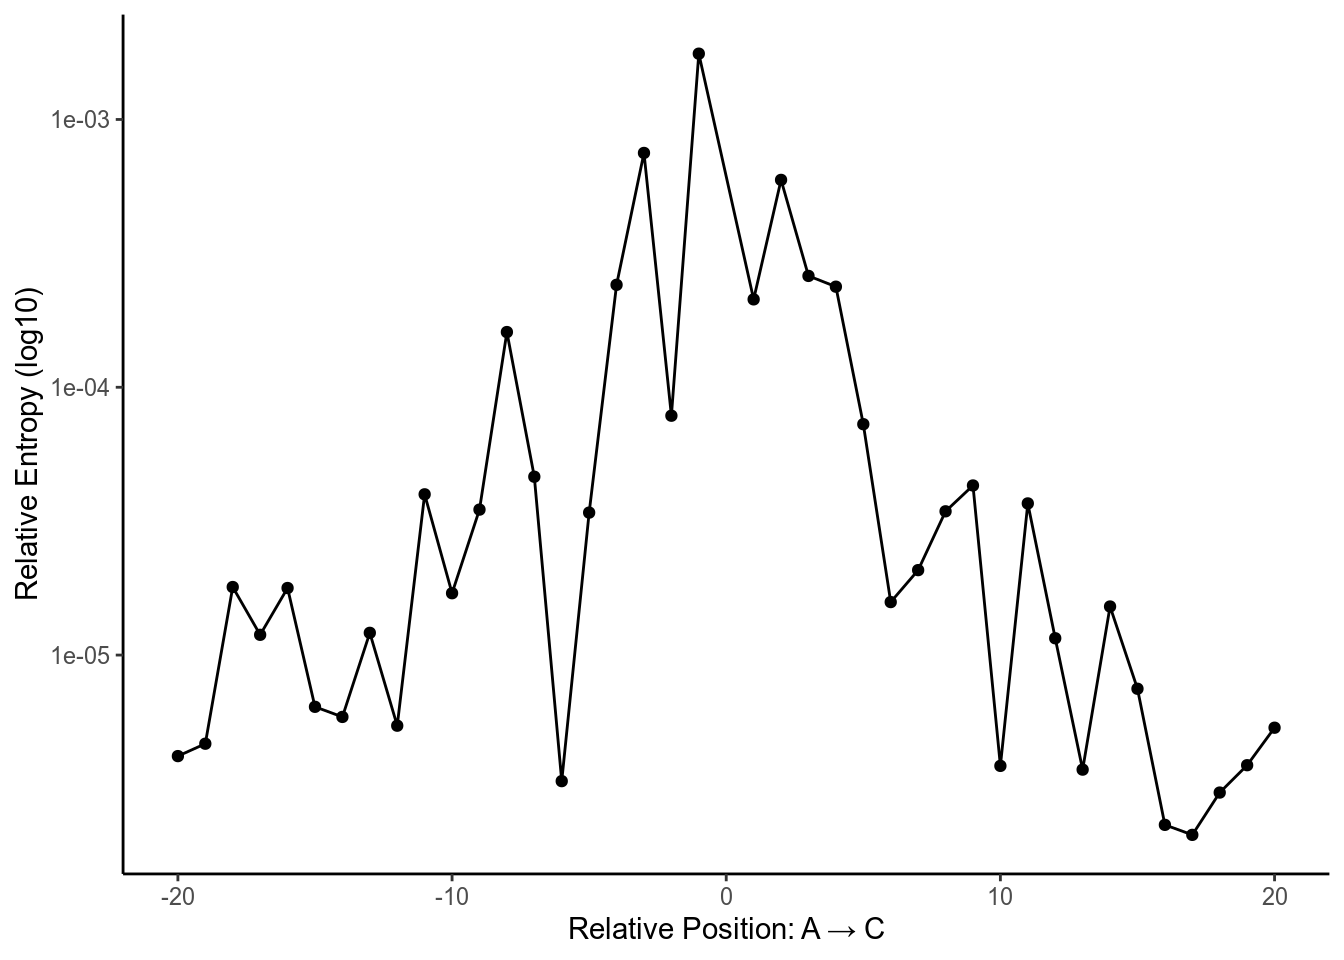 1e-03
1e-04
1e-05
Relative Entropy (log10)
-20 -10 0 10 20
Relative Position: A → C